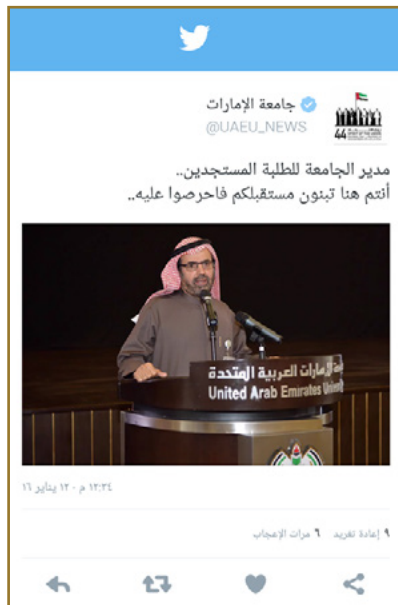 جامعة الإمارات
@UAEU_NEWS
44
مدير الجامعة للطلبة المستجدين..
أنتم هنا تبنون مستقبلكم فاحرصوا عليه..
الإمارات العربية المتحدة
United Arab Emirates
١٢:٣٤ م - ١٢ يناير ١٦
٩ إعادة تغريد ٦ مرات الإعجاب